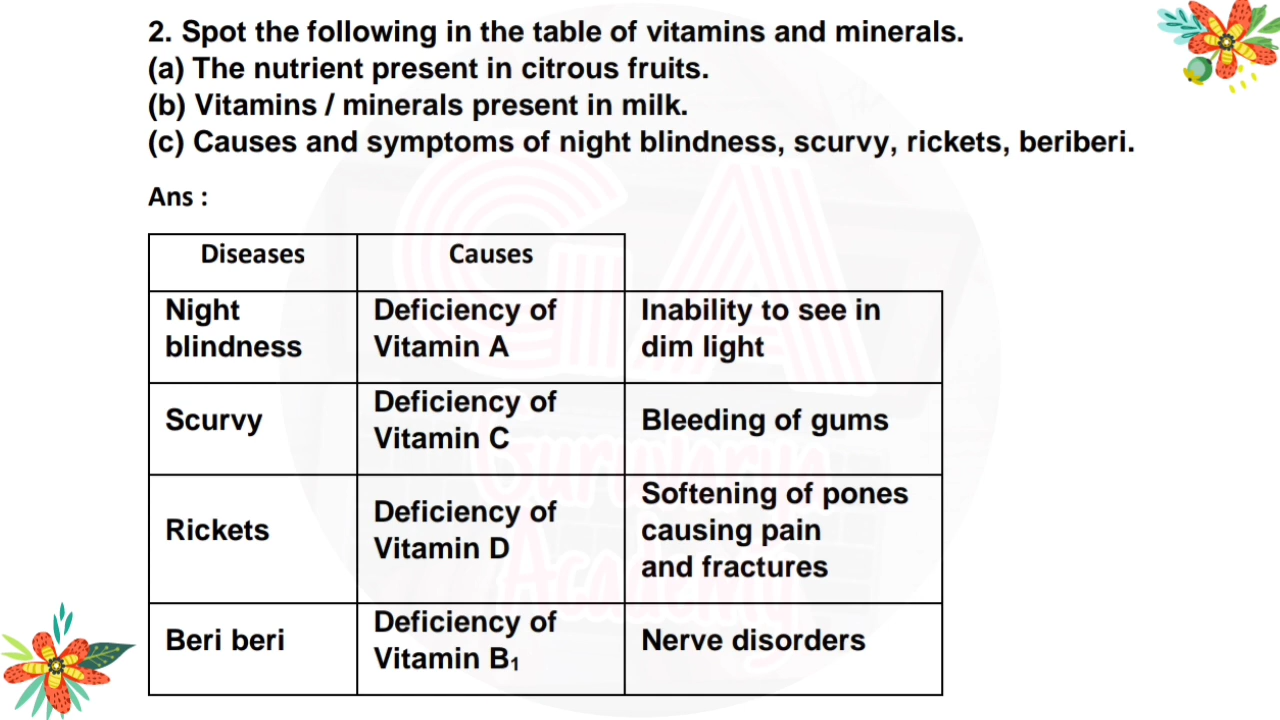 2. Spot the following in the table of vitamins and minerals.
(a) The nutrient present in citrous fruits.
(b) Vitamins / minerals present in milk.
(c) Causes and symptoms of night blindness, scurvy, rickets, beriberi.
Ans :
Diseases Causes
Night blindness Deficiency of Vitamin A Inability to see in dim light
Scurvy Deficiency of Vitamin C Bleeding of gums
Rickets Deficiency of Vitamin D Softening of pones causing pain and fractures
Beri beri Deficiency of Vitamin B₁ Nerve disorders
GA
Academy